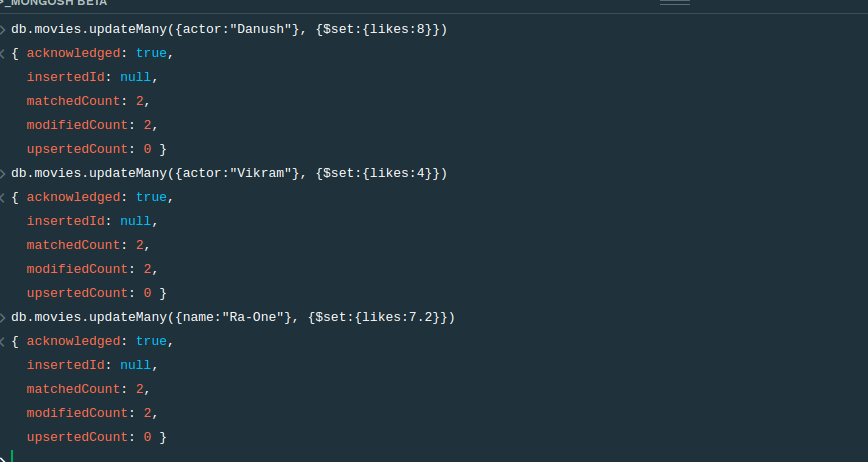 >_MONGOSH BETA
> db.movies.updateMany({actor:"Danush"}, {$set:{likes:8}})
< { acknowledged: true,
insertedId: null,
matchedCount: 2,
modifiedCount: 2,
upsertedCount: 0 }
> db.movies.updateMany({actor:"Vikram"}, {$set:{likes:4}})
< { acknowledged: true,
insertedId: null,
matchedCount: 2,
modifiedCount: 2,
upsertedCount: 0 }
> db.movies.updateMany({name:"Ra-One"}, {$set:{likes:7.2}})
< { acknowledged: true,
insertedId: null,
matchedCount: 2,
modifiedCount: 2,
upsertedCount: 0 }
>